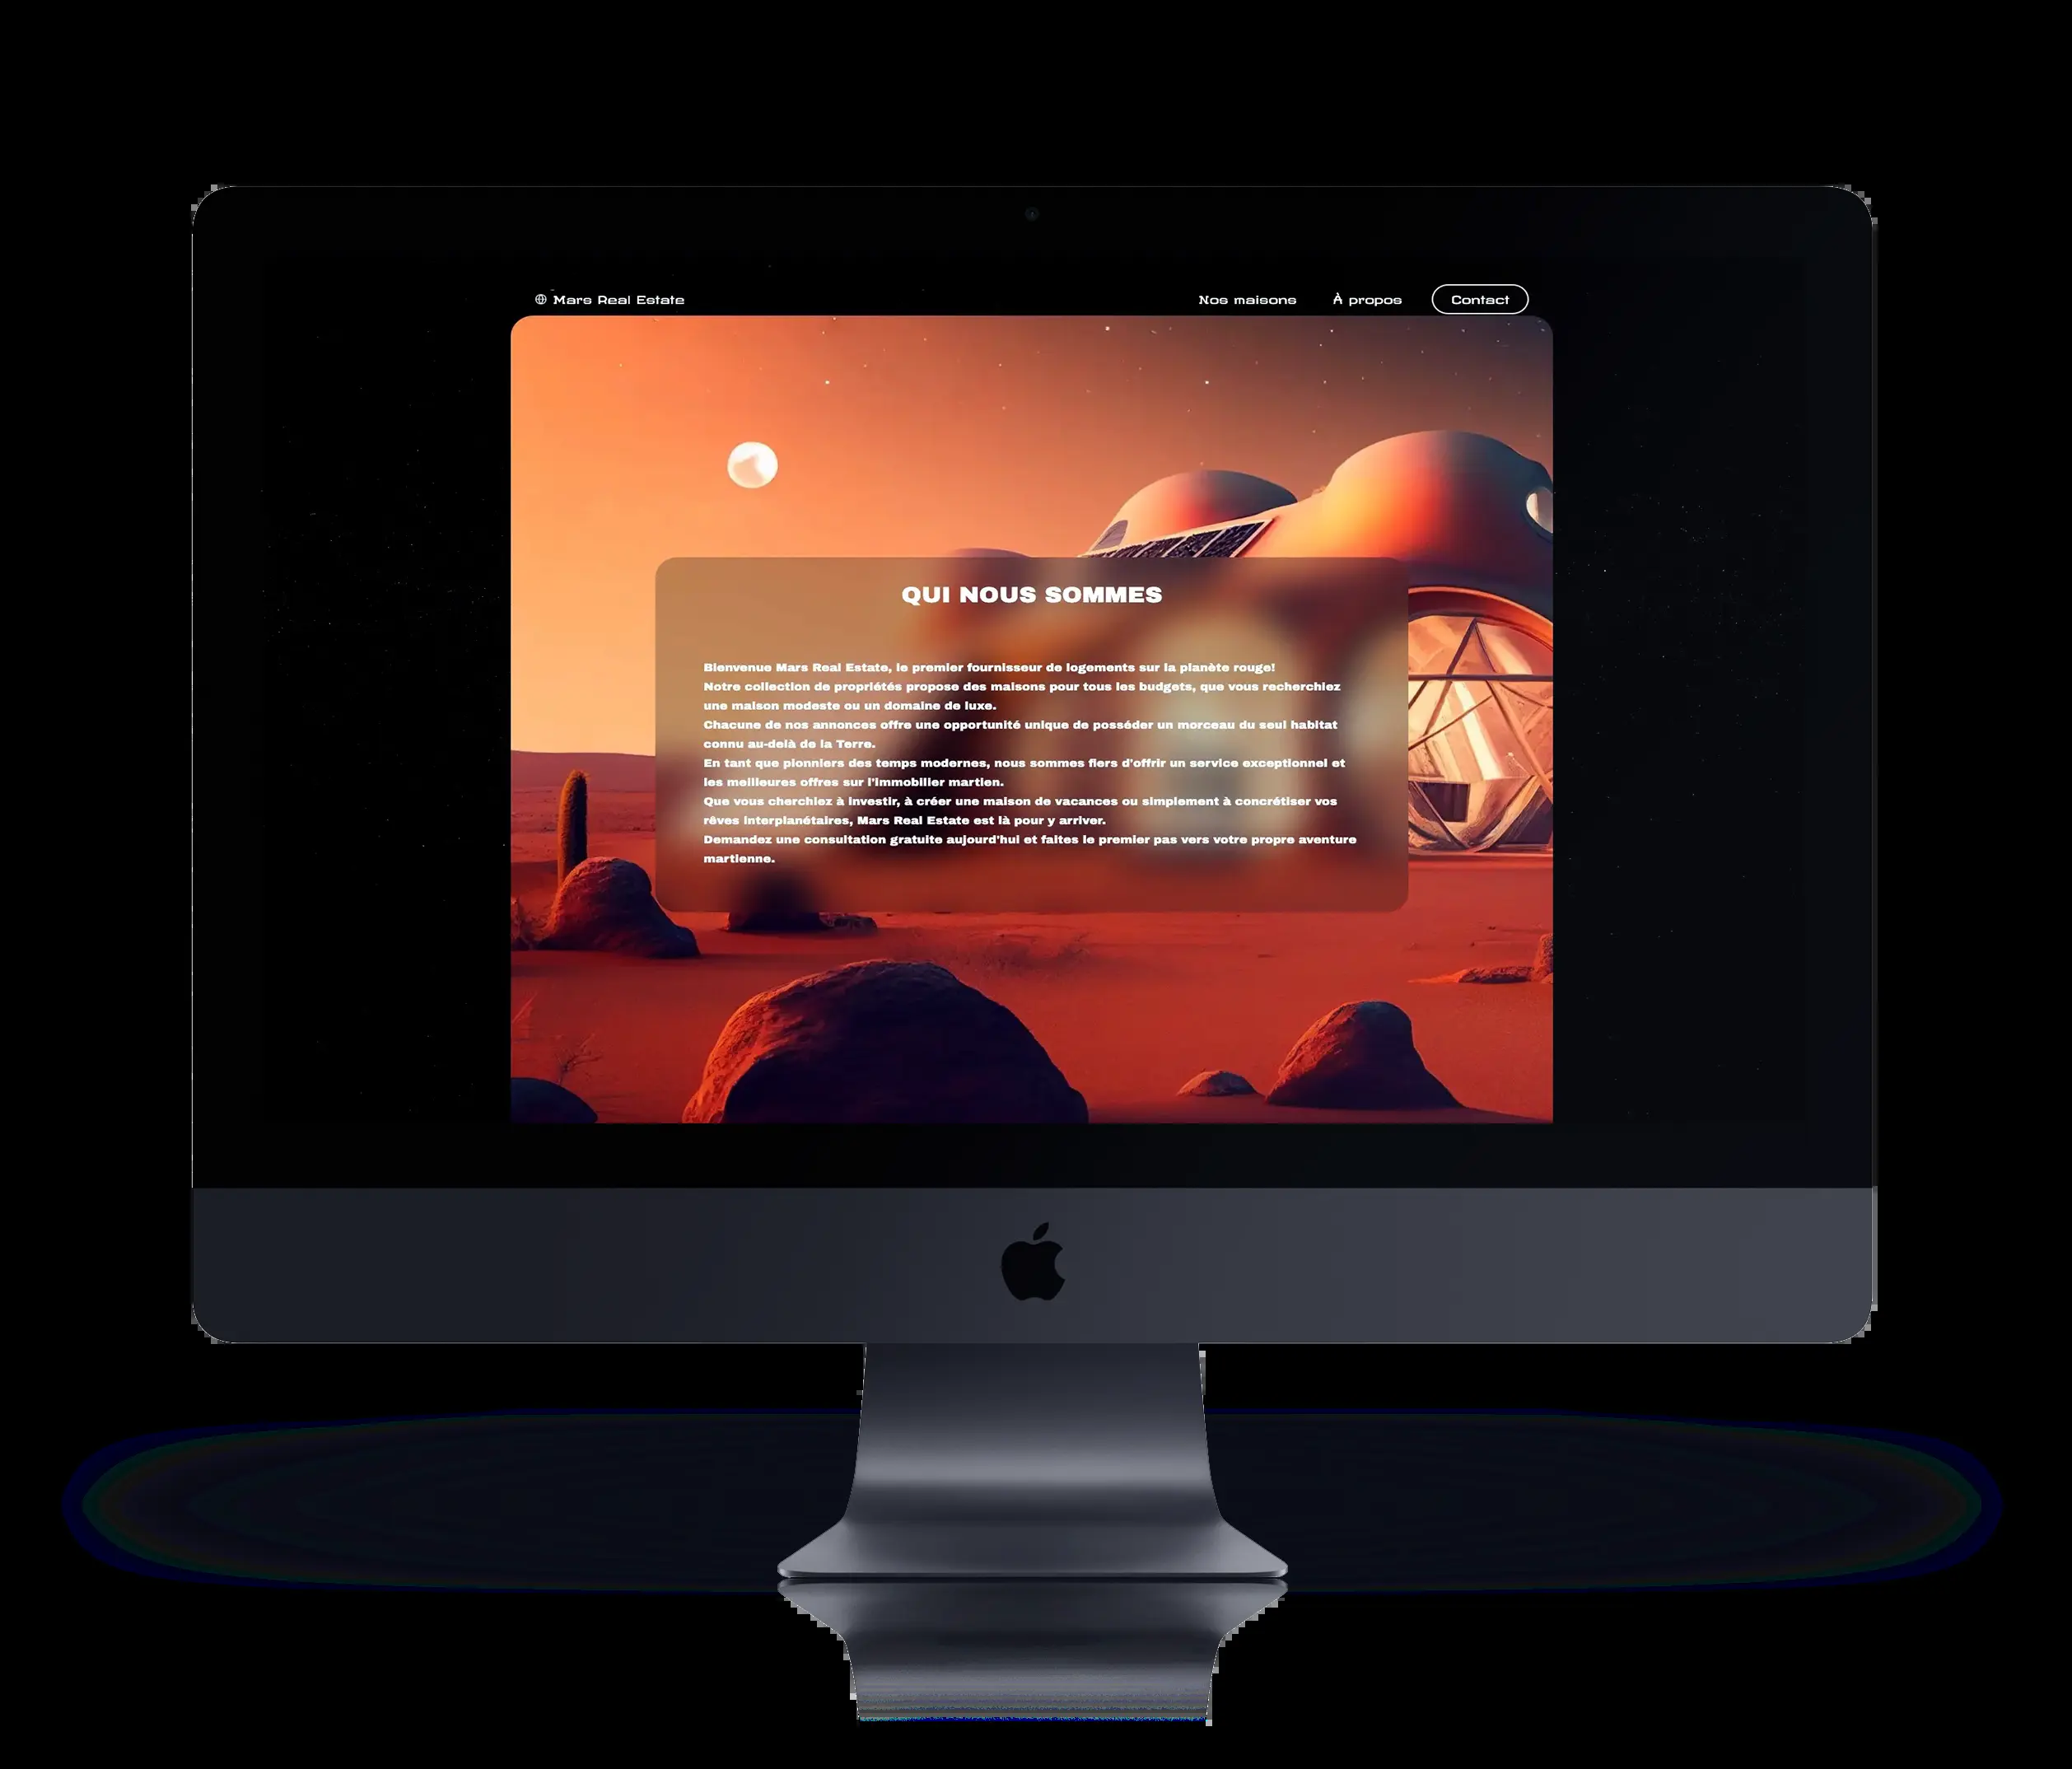 Mars Real Estate
Nos maisons
À propos
Contact
QUI NOUS SOMMES
Bienvenue Mars Real Estate, le premier fournisseur de logements sur la planète rouge!
Notre collection de propriétés propose des maisons pour tous les budgets, que vous recherchiez
une maison modeste ou un domaine de luxe.
Chacune de nos annonces offre une opportunité unique de posséder un morceau du seul habitat
connu au-delà de la Terre.
En tant que pionniers des temps modernes, nous sommes fiers d'offrir un service exceptionnel et
les meilleures offres sur l'immobilier martien.
Que vous cherchiez à investir, à créer une maison de vacances ou simplement à concrétiser vos
rêves interplanétaires, Mars Real Estate est là pour y arriver.
Demandez une consultation gratuite aujourd'hui et faites le premier pas vers votre propre aventure
martienne.